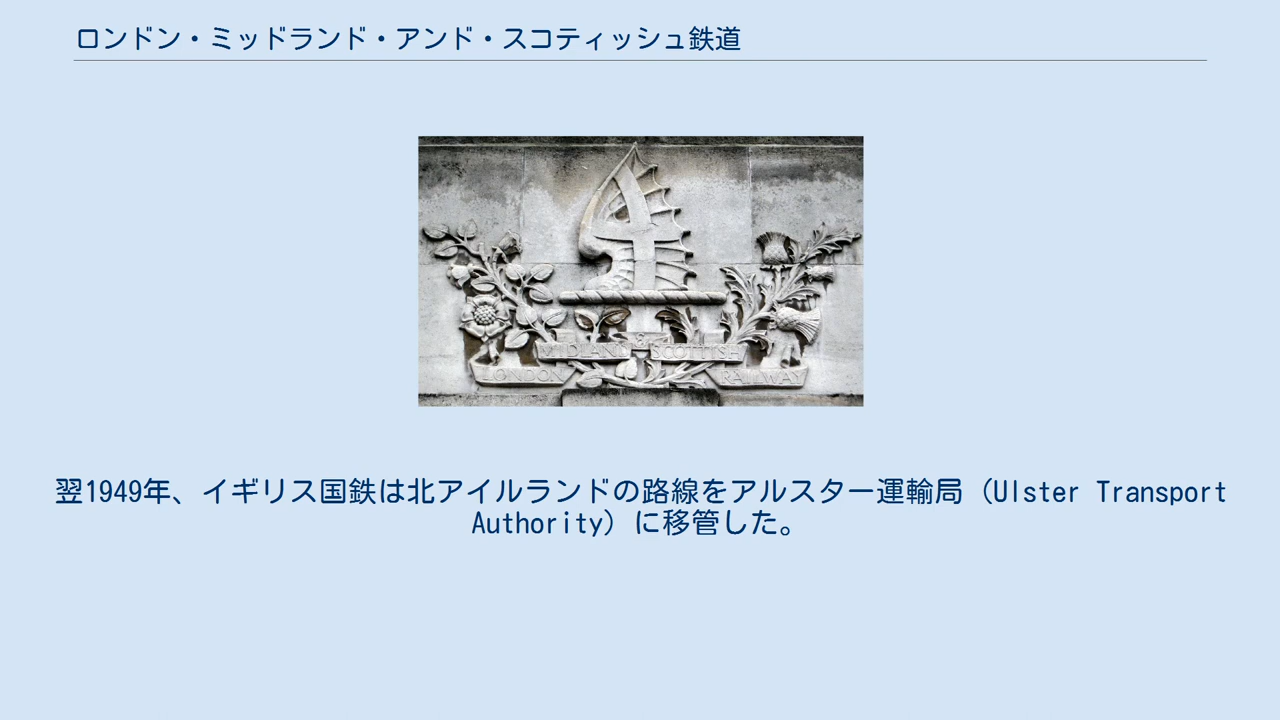 ロンドン・ミッドランド・アンド・スコティッシュ鉄道
&
MIDLAND SCOTTISH
LONDON RAILWAY
翌1949年、イギリス国鉄は北アイルランドの路線をアルスター運輸局（Ulster Transport
Authority）に移管した。